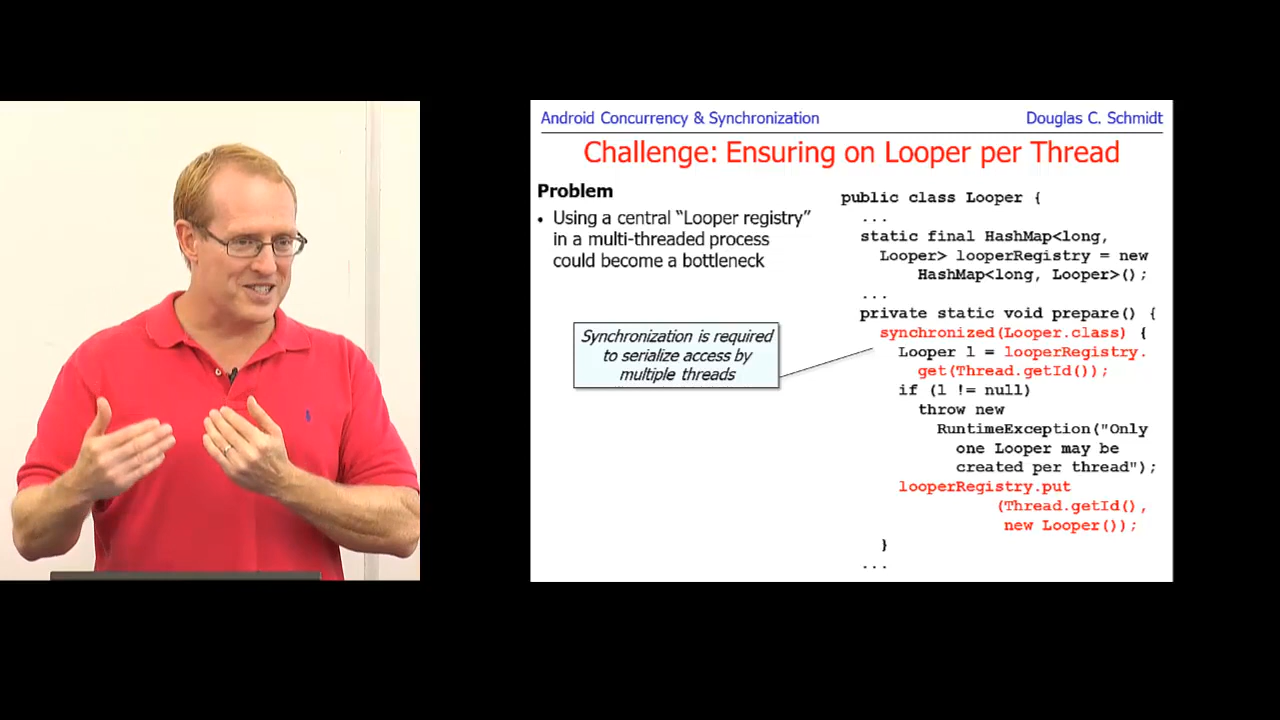 Android Concurrency & Synchronization
Douglas C. Schmidt
Challenge: Ensuring on Looper per Thread
Problem
• Using a central “Looper registry”
in a multi-threaded process
could become a bottleneck
Synchronization is required
to serialize access by
multiple threads
public class Looper {
...
static final HashMap<long,
Looper> looperRegistry = new
HashMap<long, Looper>();
...
private static void prepare() {
synchronized(Looper.class) {
Looper l = looperRegistry.
get(Thread.getId());
if (l != null)
throw new
RuntimeException("Only
one Looper may be
created per thread");
looperRegistry.put
(Thread.getId(),
new Looper());
}
...